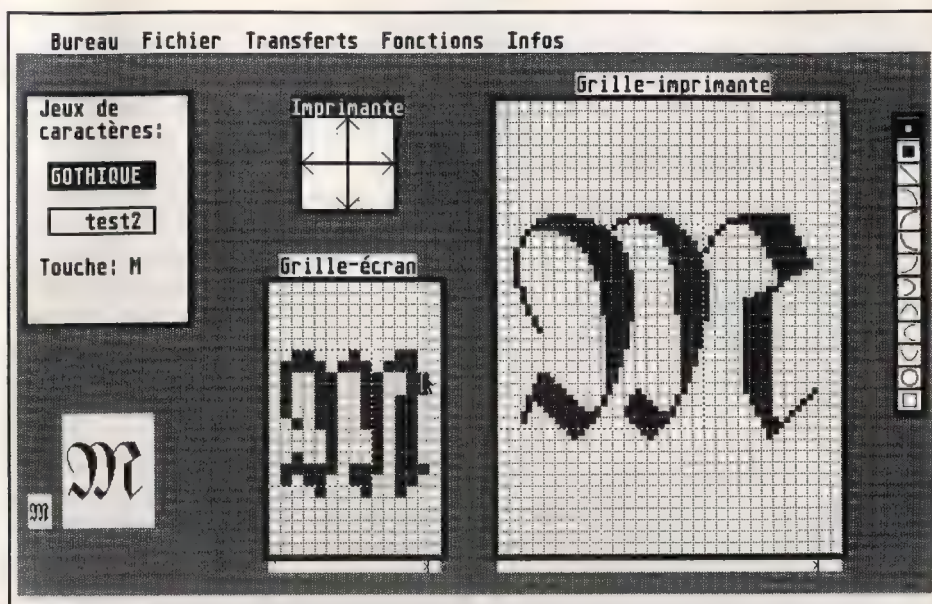 Bureau Fichier Transferts Fonctions Infos
Jeux de
caractères:
GOTHIQUE
test2
Touche: M
Imprimante
Grille-écran
Grille-imprimante
𝔐
𝔐